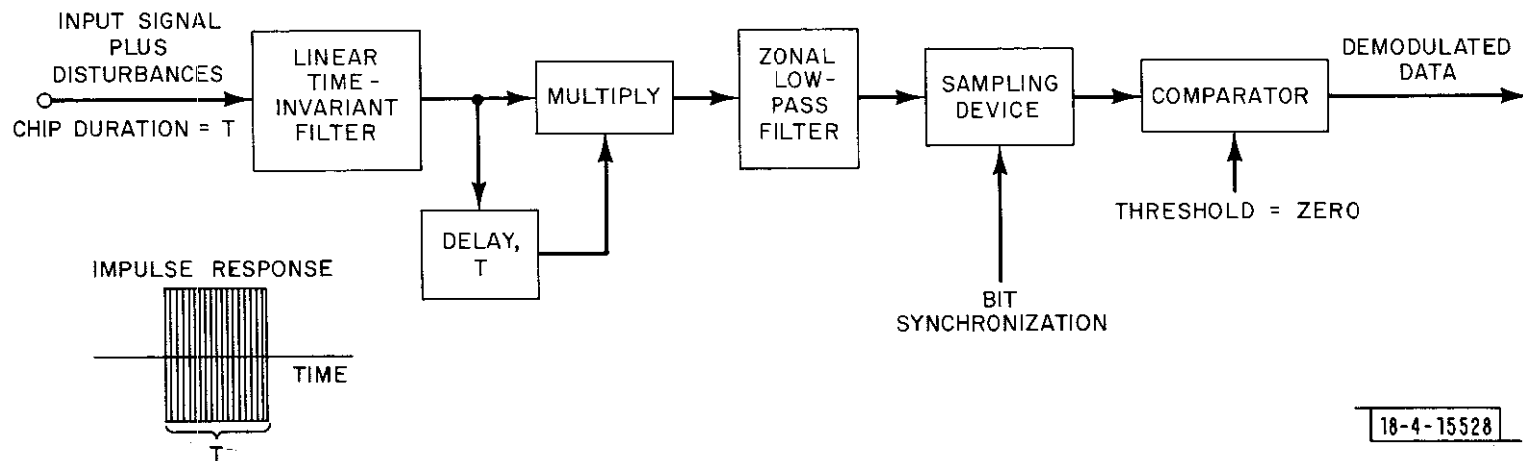 INPUT SIGNAL
PLUS
DISTURBANCES
CHIP DURATION = T
LINEAR
TIME -
INVARIANT
FILTER
MULTIPLY
DELAY,
T
ZONAL
LOW-
PASS
FILTER
SAMPLING
DEVICE
BIT
SYNCHRONIZATION
COMPARATOR
THRESHOLD = ZERO
DEMODULATED
DATA
IMPULSE RESPONSE
TIME
T
18-4-15528